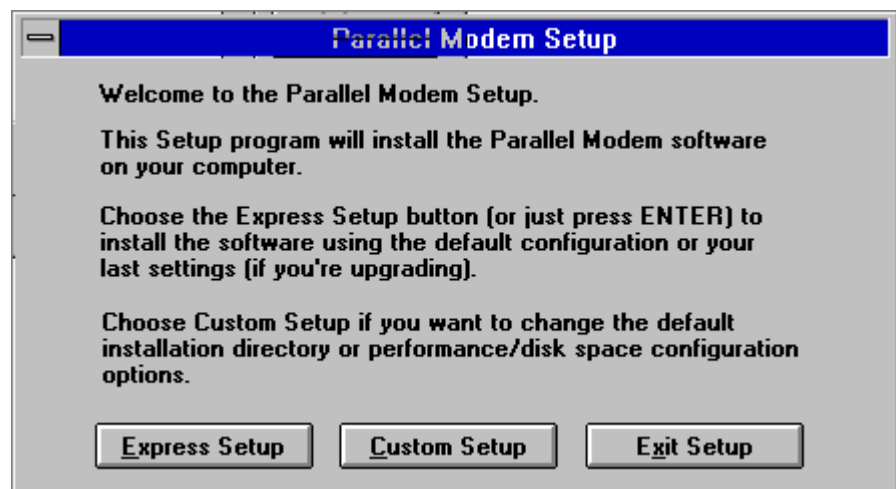 Parallel Modem Setup
Welcome to the Parallel Modem Setup.
This Setup program will install the Parallel Modem software
on your computer.
Choose the Express Setup button (or just press ENTER) to
install the software using the default configuration or your
last settings (if you're upgrading).
Choose Custom Setup if you want to change the default
installation directory or performance/disk space configuration
options.
Express Setup Custom Setup Exit Setup